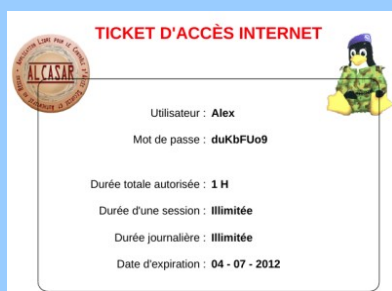 TICKET D'ACCÈS INTERNET
ALCASAR
Utilisateur : Alex
Mot de passe : duKbFUo9
Durée totale autorisée : 1 H
Durée d'une session : Illimitée
Durée journalière : Illimitée
Date d'expiration : 04 - 07 - 2012